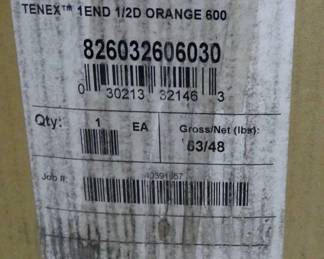 TENEX™ 1END 1/2D ORANGE 600
826032606030
0 30213 32146 3
Qty: 1 EA
Gross/Net (lbs):
63/48
Job #: